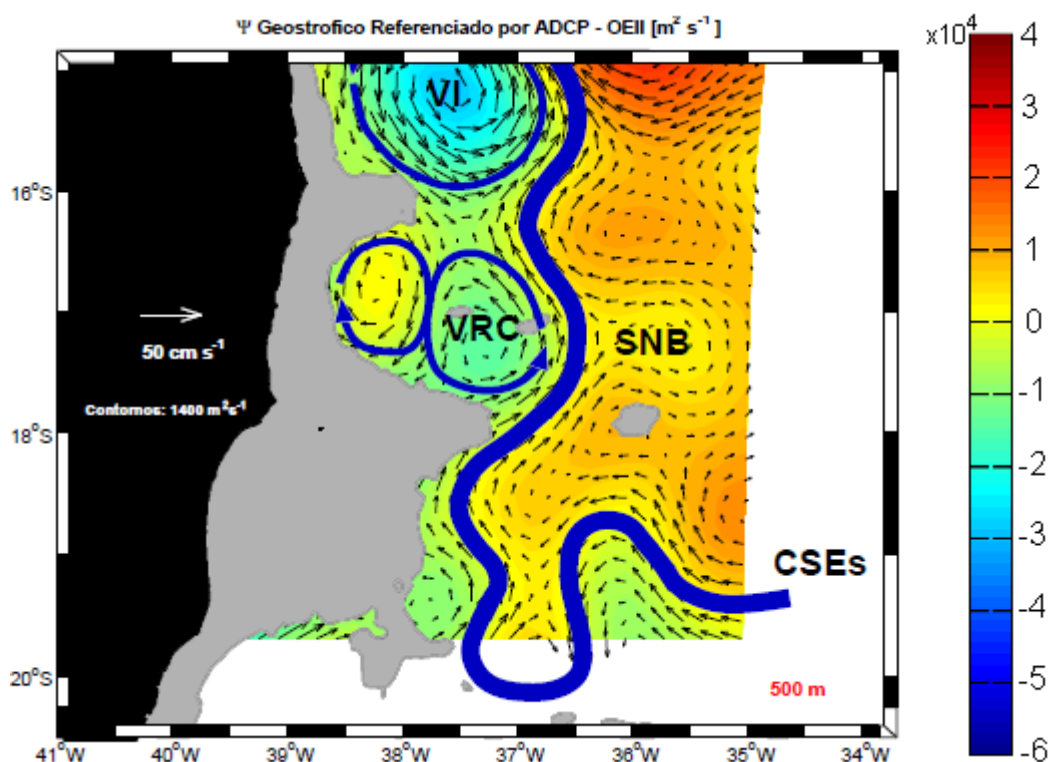 Ψ Geostrofico Referenciado por ADCP - OEII [m² s⁻¹ ]
x10⁴
4
3
2
1
0
-1
-2
-3
-4
-5
-6
VI
16°S
VRC
SNB
50 cm s⁻¹
Contornos: 1400 m²s⁻¹
18°S
CSEs
20°S
500 m
41°W 40°W 39°W 38°W 37°W 36°W 35°W 34°W